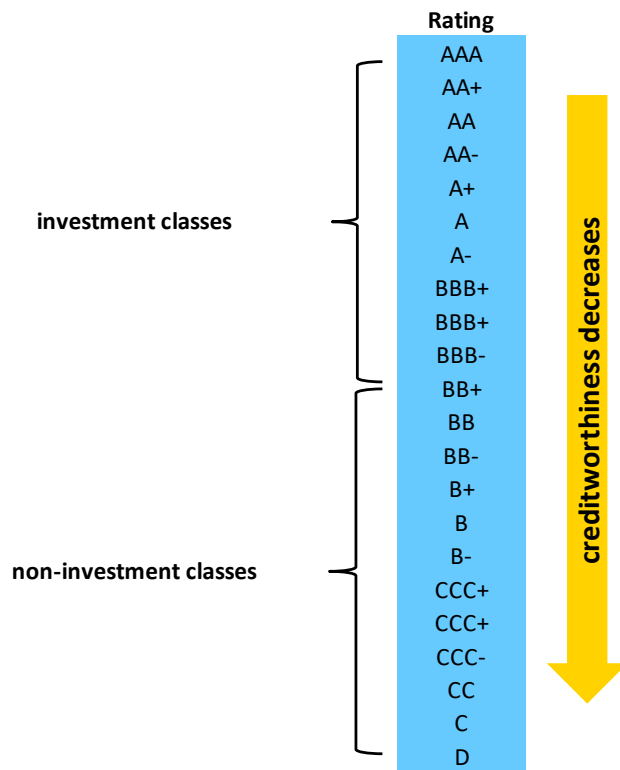 Rating
AAA
AA+
AA
AA-
A+
investment classes
A
A-
BBB+
BBB+
BBB-
BB+
BB
BB-
B+
B
B-
non-investment classes
CCC+
CCC+
CCC-
CC
C
D
creditworthiness decreases